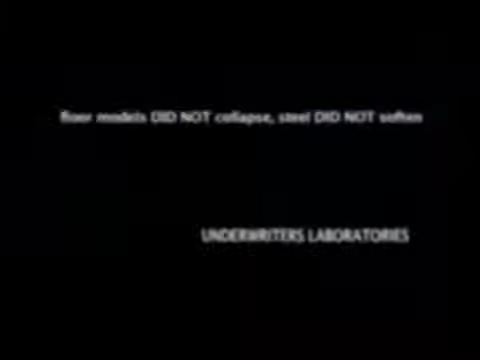 floor models DID NOT collapse, steel DID NOT soften
UNDERWRITERS LABORATORIES